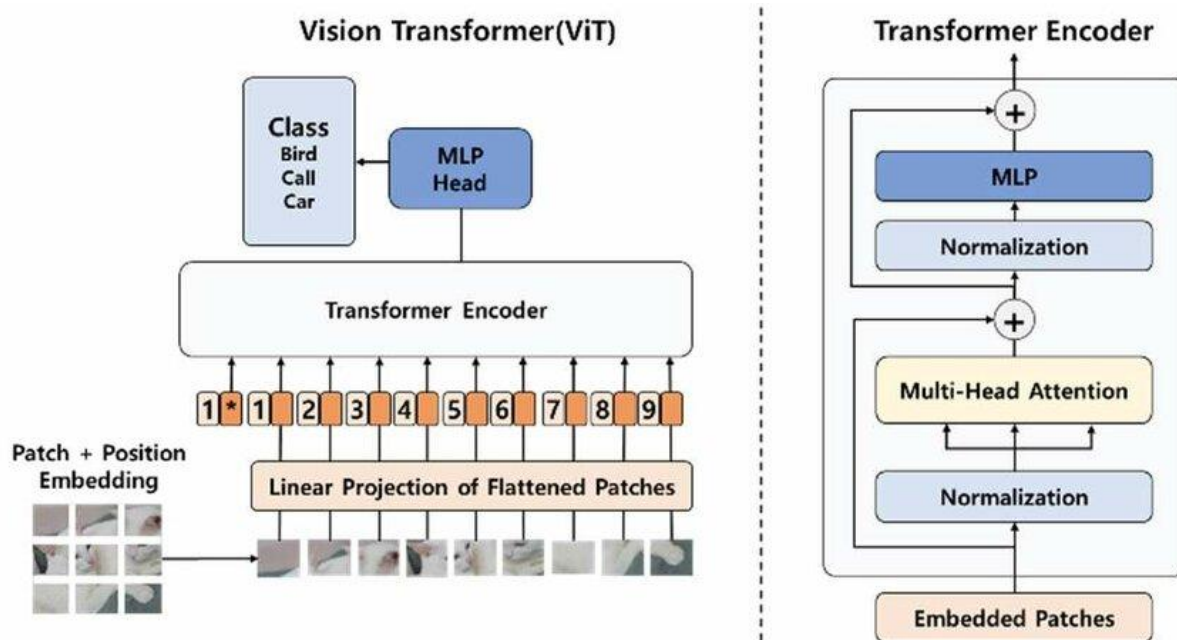 Vision Transformer(ViT)
Class
Bird
Call
Car
MLP
Head
Transformer Encoder
1 * 1 2 3 4 5 6 7 8 9
Patch + Position
Embedding
Linear Projection of Flattened Patches
Transformer Encoder
+
MLP
Normalization
+
Multi-Head Attention
Normalization
Embedded Patches